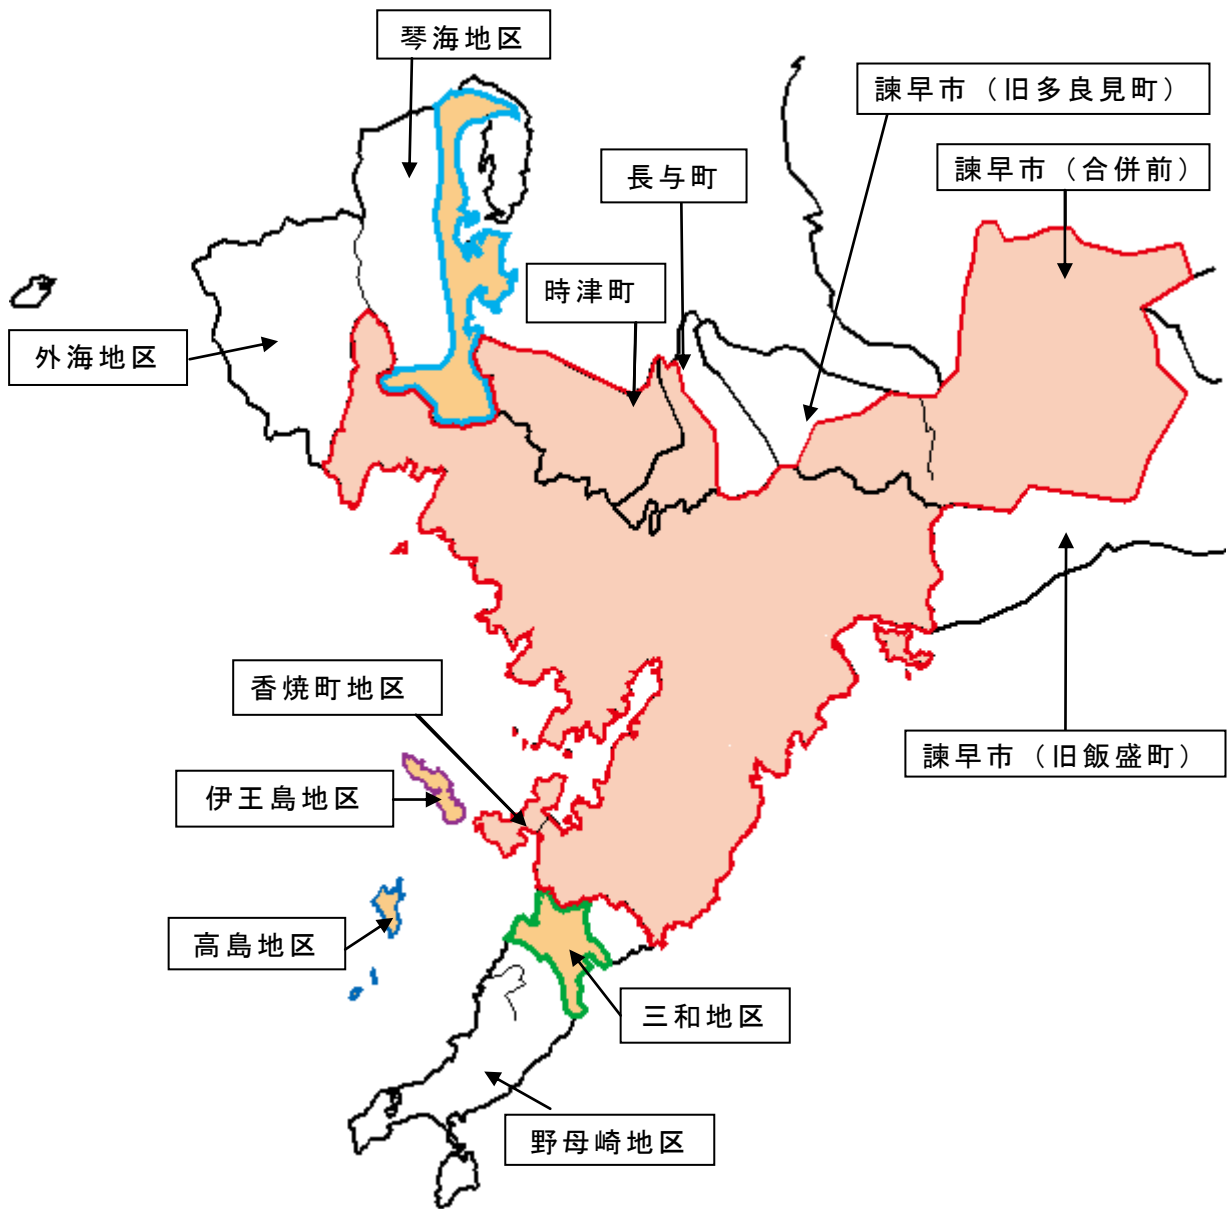 琴海地区
諫早市（旧多良見町）
諫早市（合併前）
長与町
時津町
外海地区
香焼町地区
諫早市（旧飯盛町）
伊王島地区
高島地区
三和地区
野母崎地区